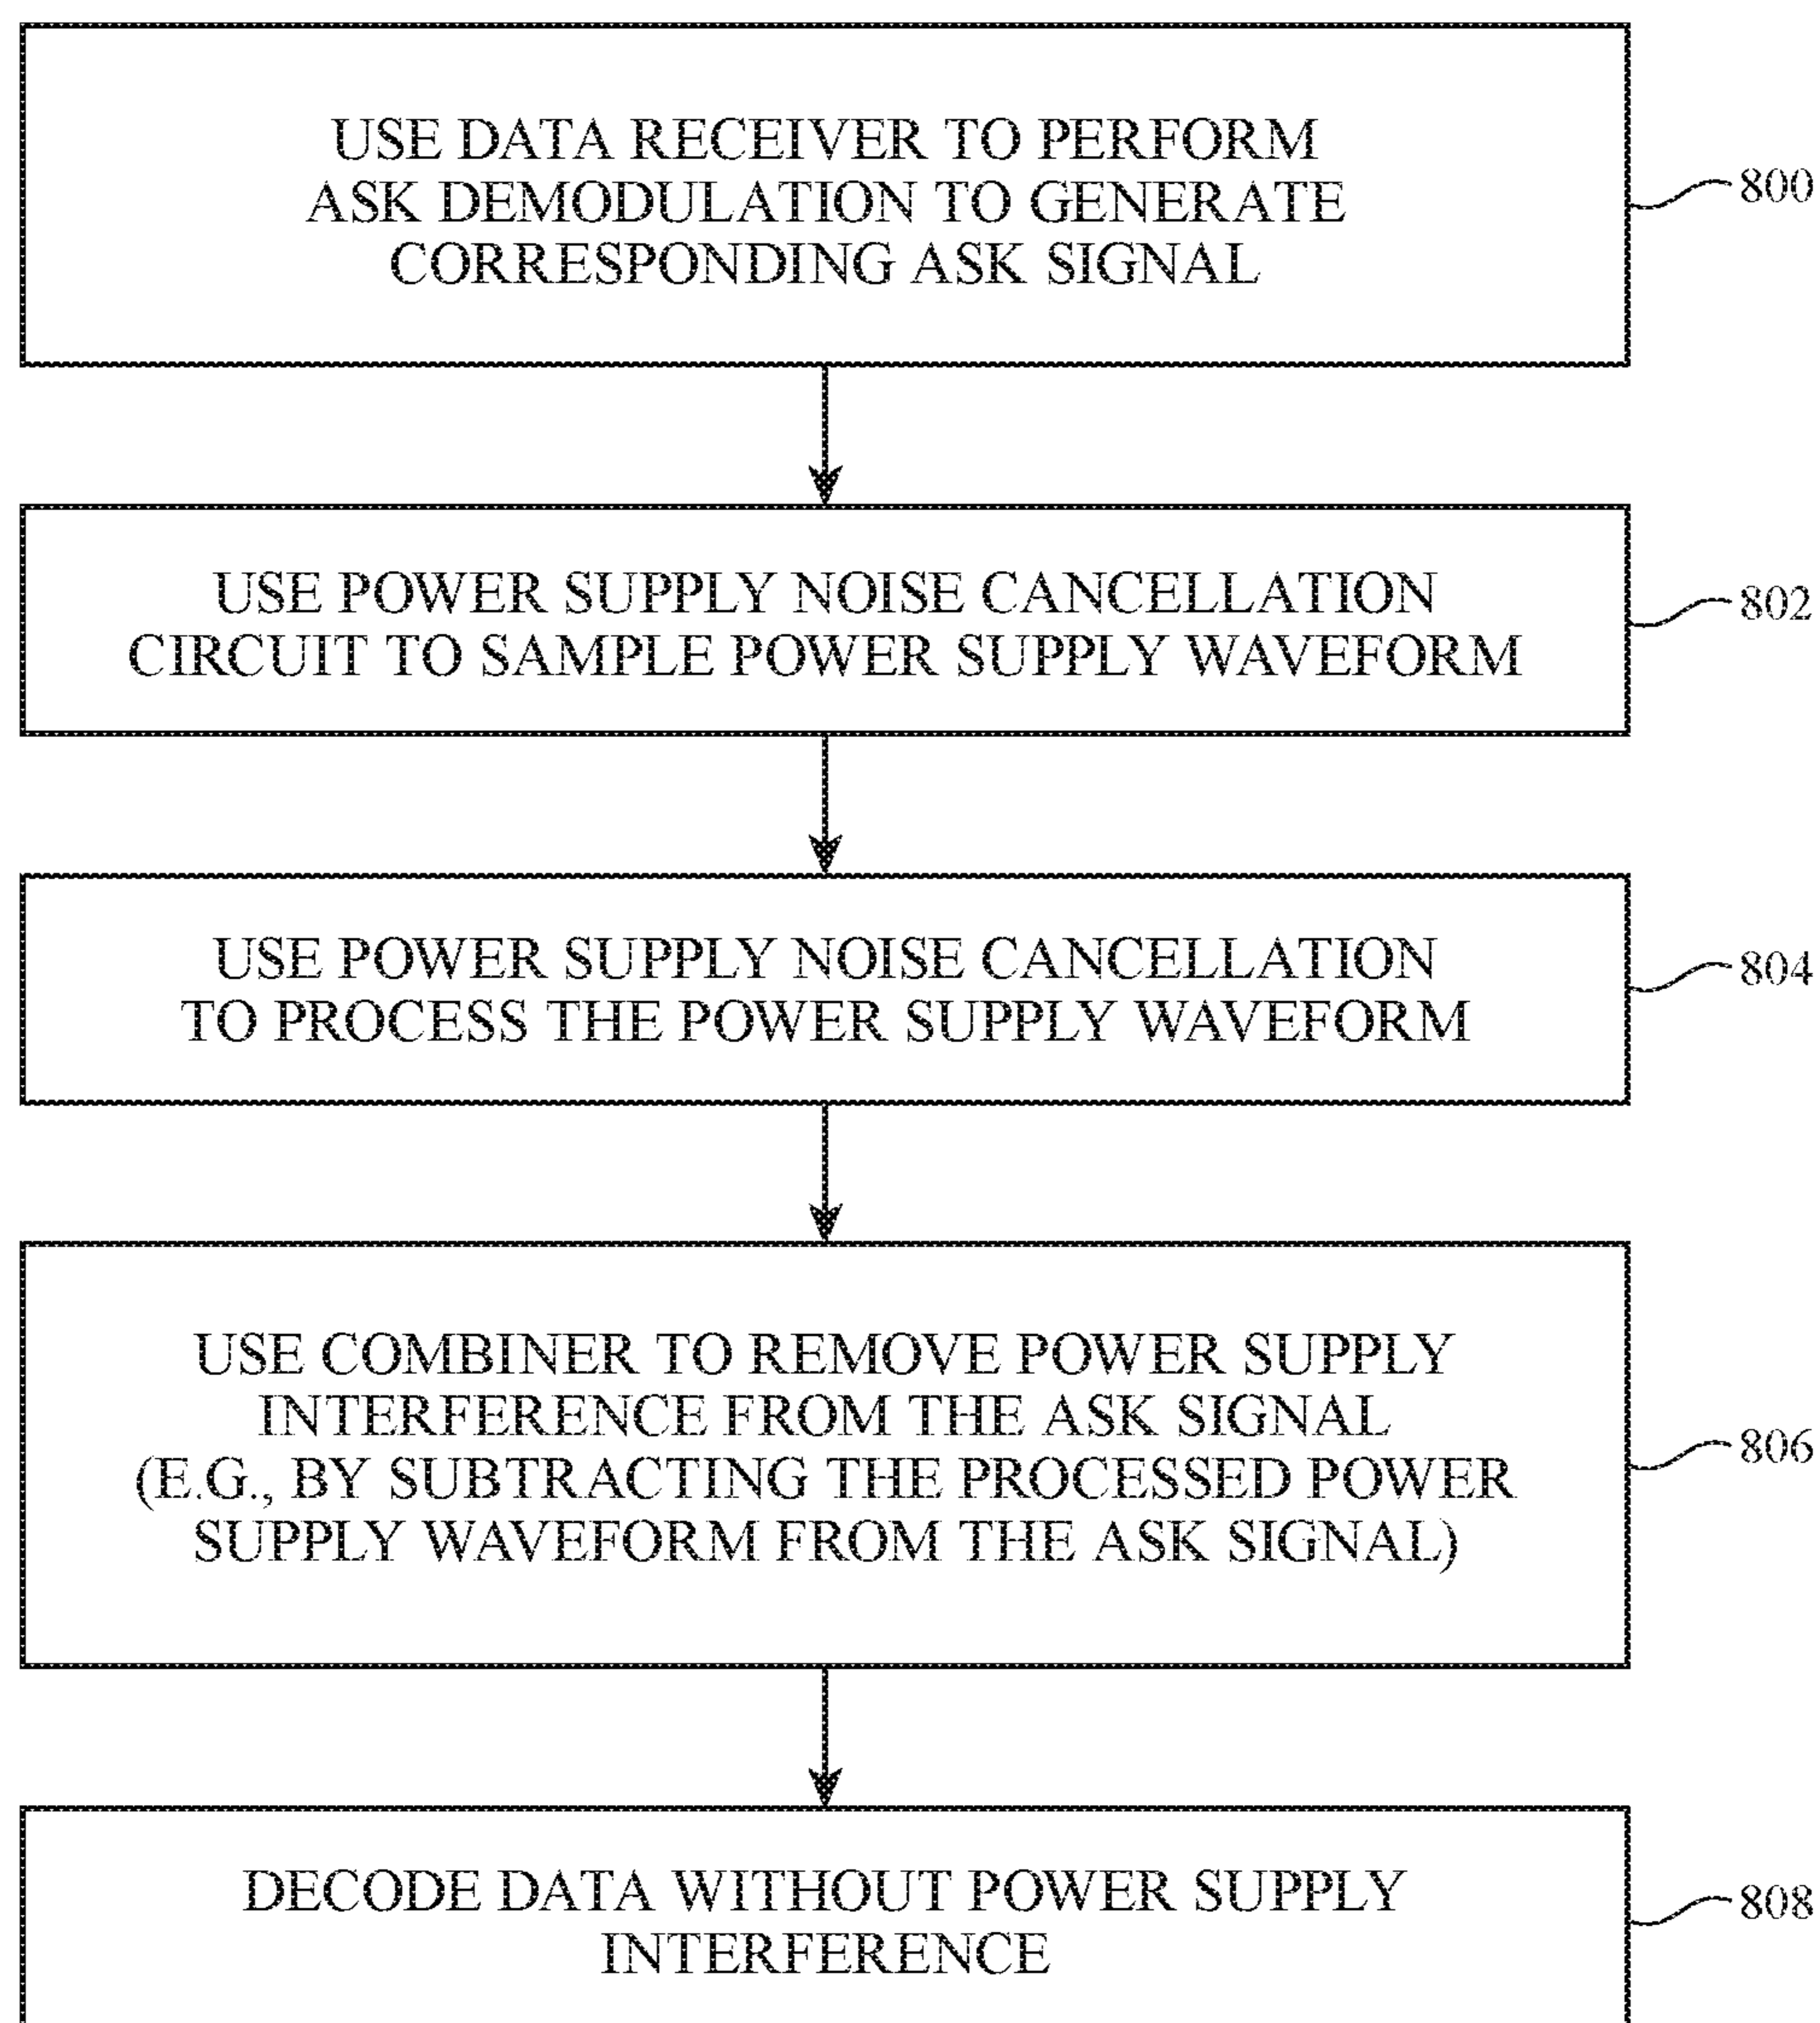 USE DATA RECEIVER TO PERFORM
ASK DEMODULATION TO GENERATE
CORRESPONDING ASK SIGNAL
800
USE POWER SUPPLY NOISE CANCELLATION
CIRCUIT TO SAMPLE POWER SUPPLY WAVEFORM
802
USE POWER SUPPLY NOISE CANCELLATION
TO PROCESS THE POWER SUPPLY WAVEFORM
804
USE COMBINER TO REMOVE POWER SUPPLY
INTERFERENCE FROM THE ASK SIGNAL
(E.G., BY SUBTRACTING THE PROCESSED POWER
SUPPLY WAVEFORM FROM THE ASK SIGNAL)
806
DECODE DATA WITHOUT POWER SUPPLY
INTERFERENCE
808